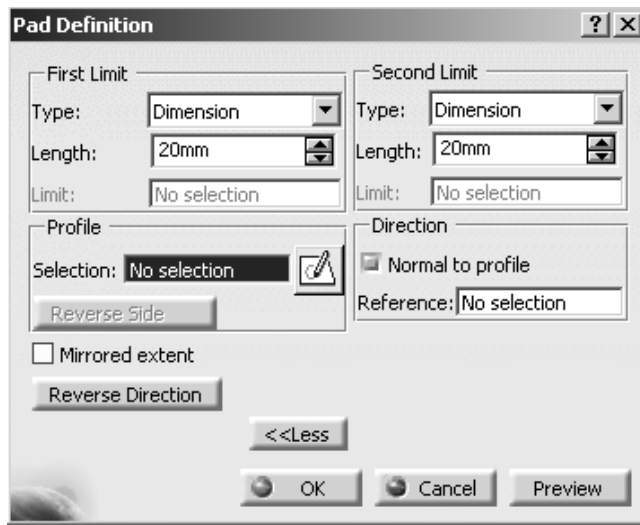 Pad Definition
First Limit
Type: Dimension
Length: 20mm
Limit: No selection
Second Limit
Type: Dimension
Length: 20mm
Limit: No selection
Profile
Selection: No selection
Reverse Side
Direction
Normal to profile
Reference: No selection
Mirrored extent
Reverse Direction
<<Less
OK Cancel Preview